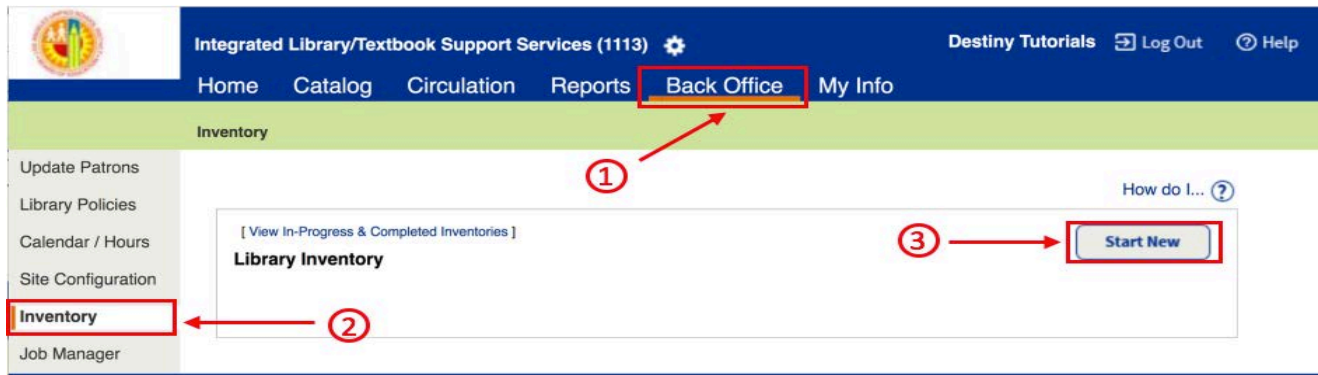 Integrated Library/Textbook Support Services (1113)
Destiny Tutorials Log Out ? Help
Home Catalog Circulation Reports Back Office My Info
Inventory
Update Patrons
Library Policies
Calendar / Hours
Site Configuration
Inventory
Job Manager
1
How do I... ?
[ View In-Progress & Completed Inventories ]
Library Inventory
3
Start New
2